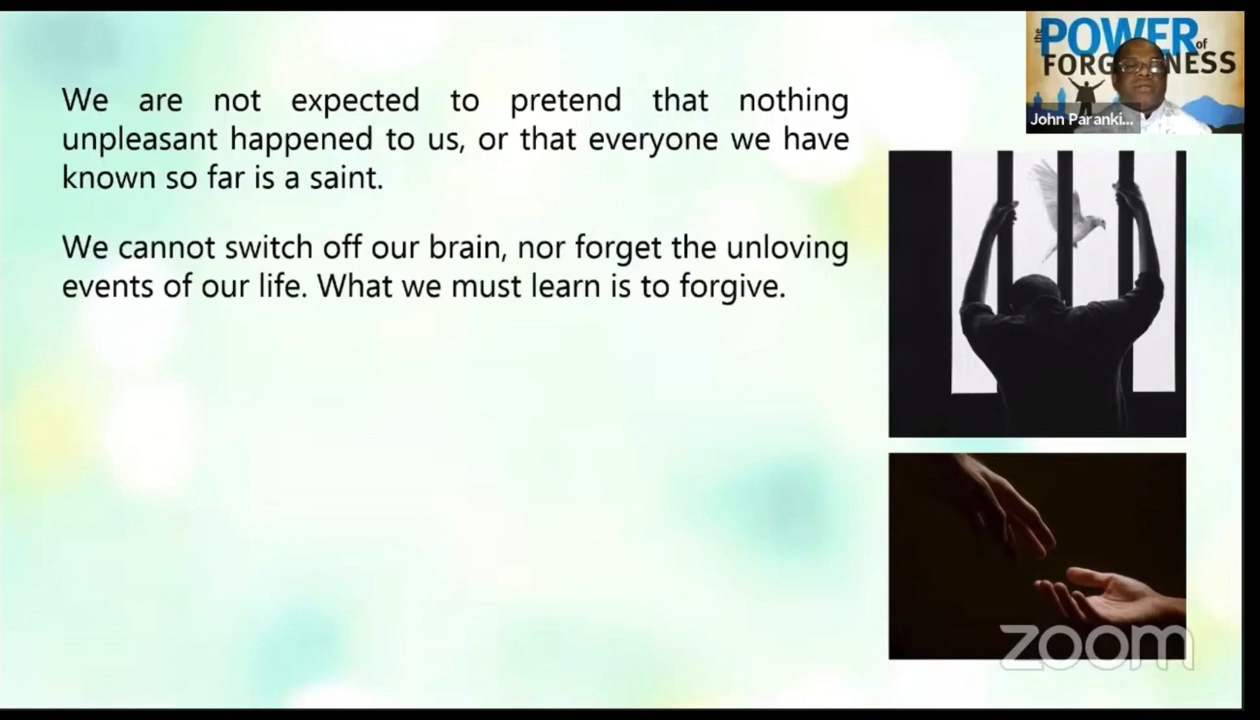 We are not expected to pretend that nothing
unpleasant happened to us, or that everyone we have
known so far is a saint.
We cannot switch off our brain, nor forget the unloving
events of our life. What we must learn is to forgive.
the POWER of
FORG NESS
John Paranki...
zoom